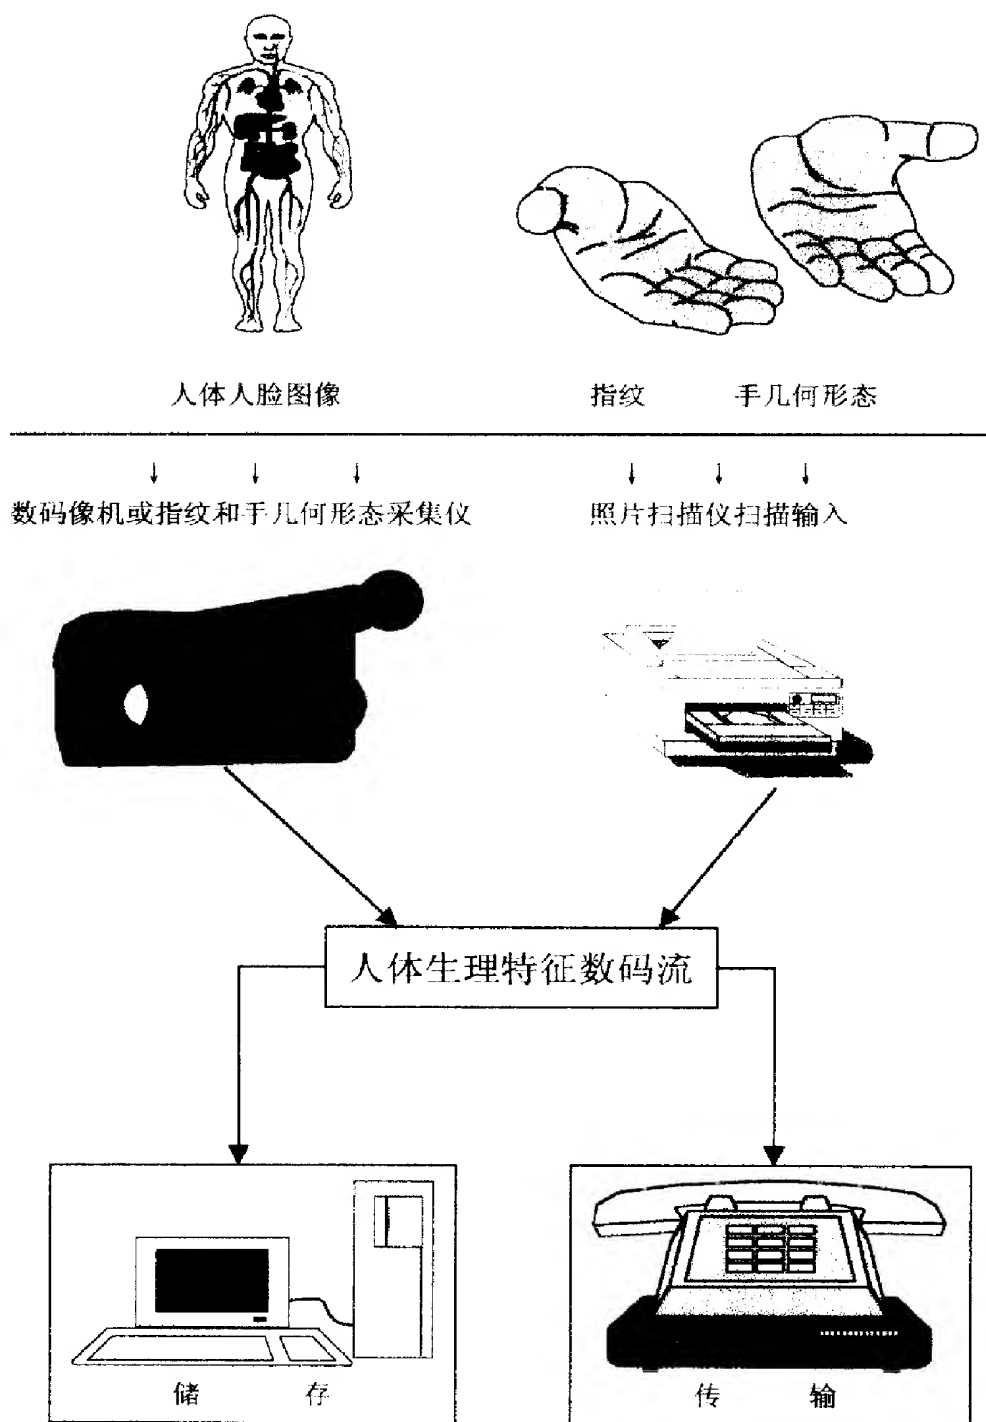 人体人脸图像
指纹 手几何形态
数码像机或指纹和手几何形态采集仪
照片扫描仪扫描输入
人体生理特征数码流
储 存
传 输